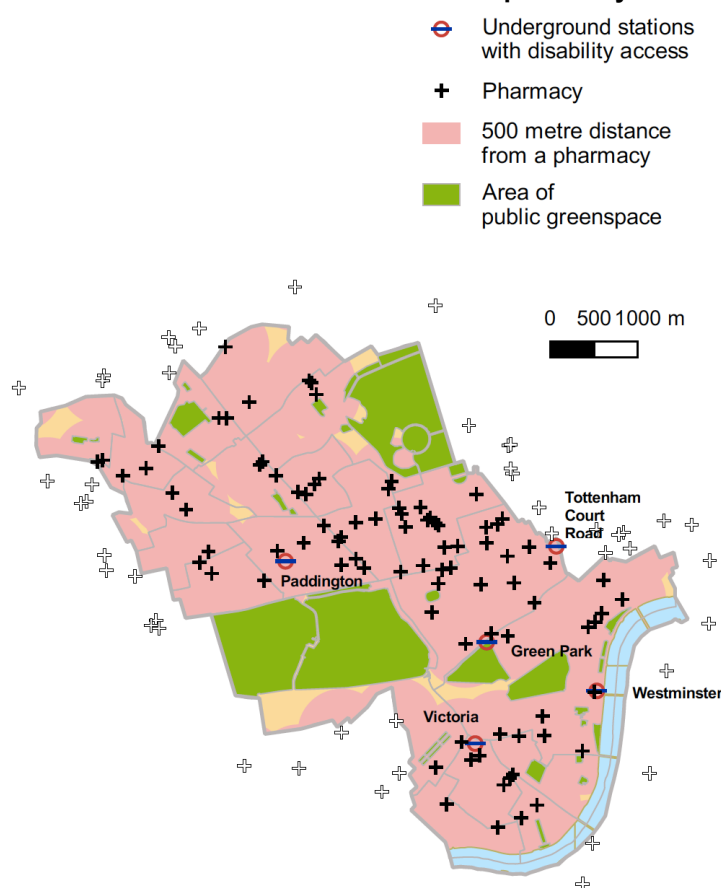 Underground stations
with disability access
Pharmacy
500 metre distance
from a pharmacy
Area of
public greenspace
0 500 1000 m
Tottenham
Court
Road
Paddington
Green Park
Westminster
Victoria